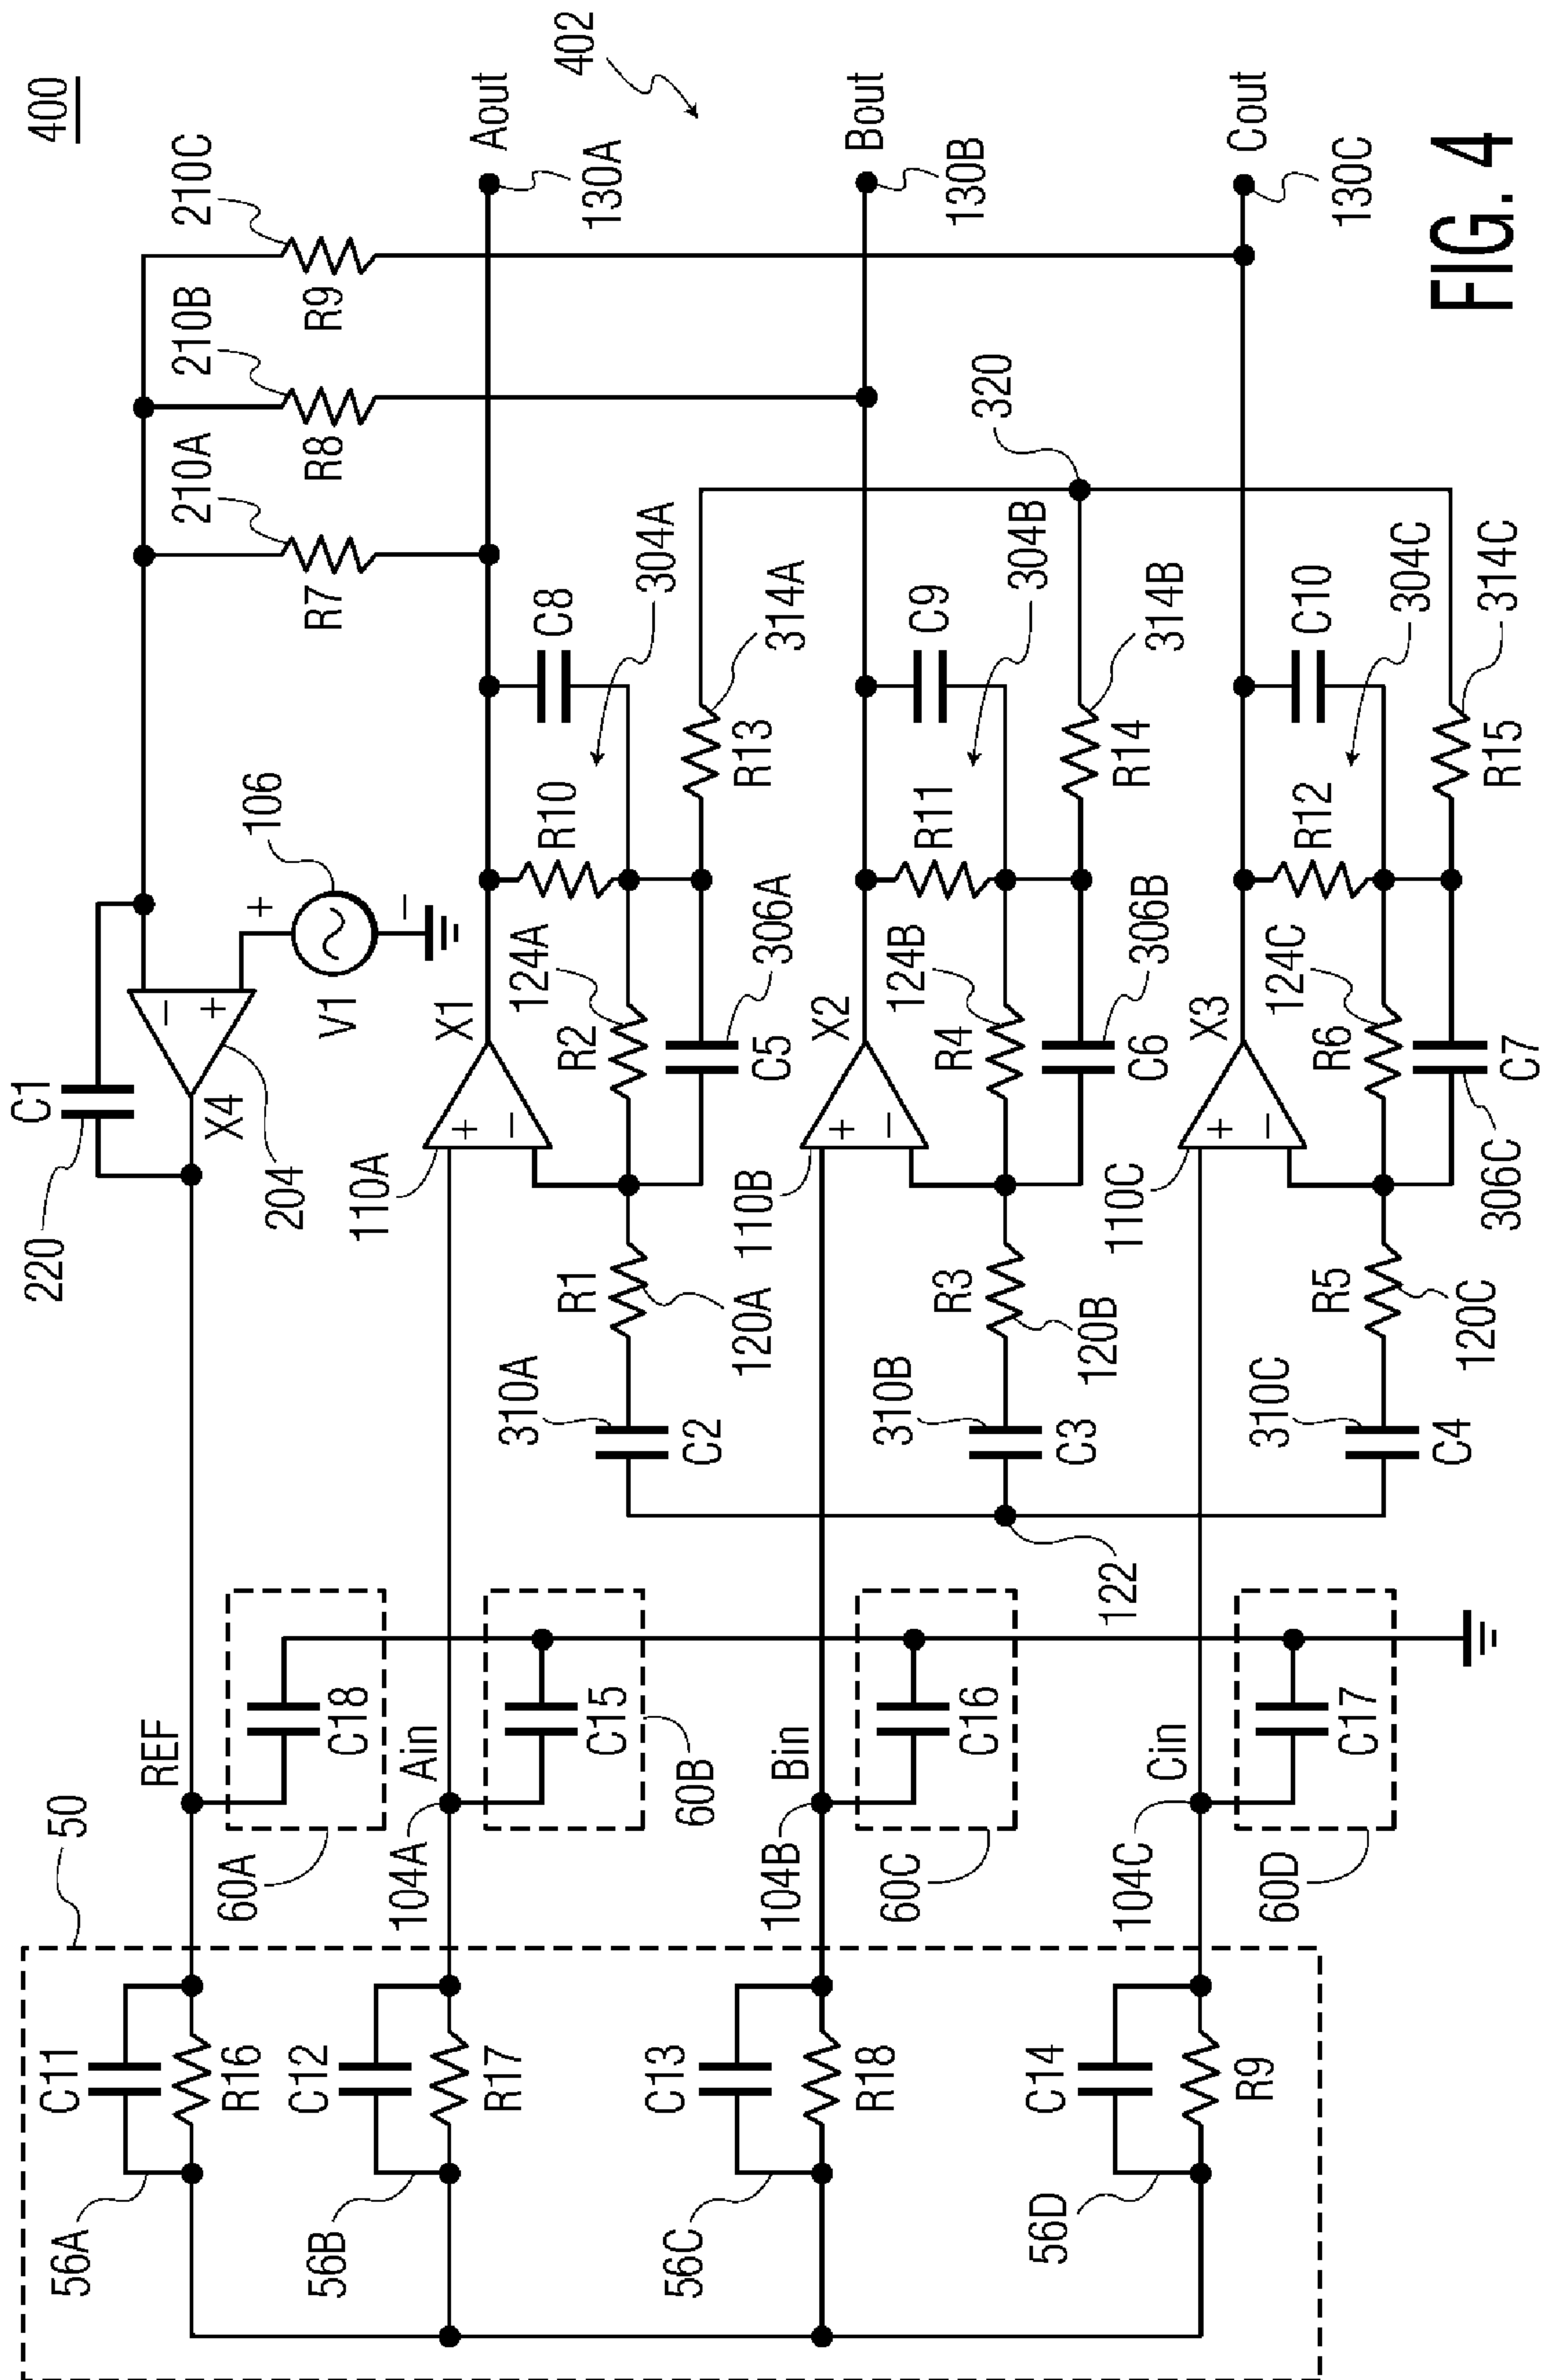 400
C1
220
X4
204
V1
+
−
106
−
+
R7
210A
R8
210B
R9
210C
Aout
130A
402
Bout
130B
Cout
130C
REF
C18
60A
50
C11
R16
56A
Ain
104A
C15
60B
C12
R17
56B
X1
110A
+
−
R10
C8
304A
R2
124A
C5
306A
R13
314A
R1
120A
310A
C2
Bin
104B
C16
60C
C13
R18
56C
X2
110B
+
−
R11
C9
304B
R4
124B
C6
306B
R14
314B
320
R3
120B
310B
C3
122
Cin
104C
C17
60D
C14
R9
56D
X3
110C
+
−
R12
C10
304C
R6
124C
C7
306C
R15
314C
R5
120C
310C
C4
FIG. 4